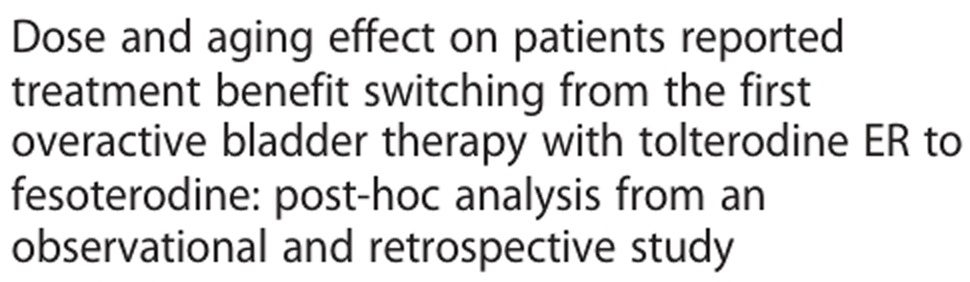 Dose and aging effect on patients reported
treatment benefit switching from the first
overactive bladder therapy with tolterodine ER to
fesoterodine: post-hoc analysis from an
observational and retrospective study